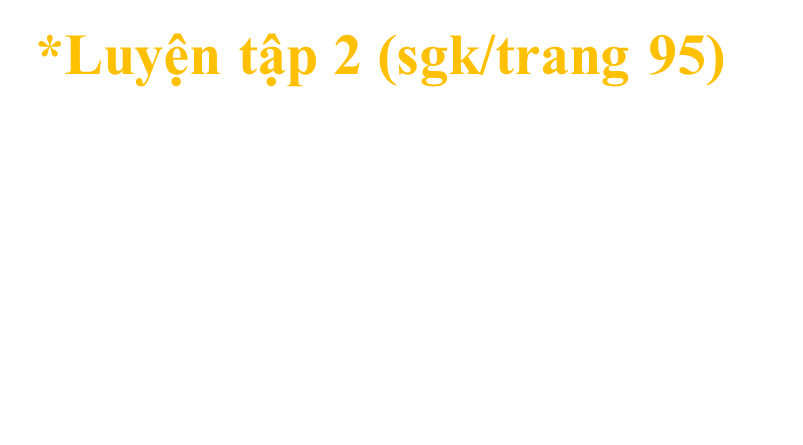 *Luyện tập 2 (sgk/trang 95)